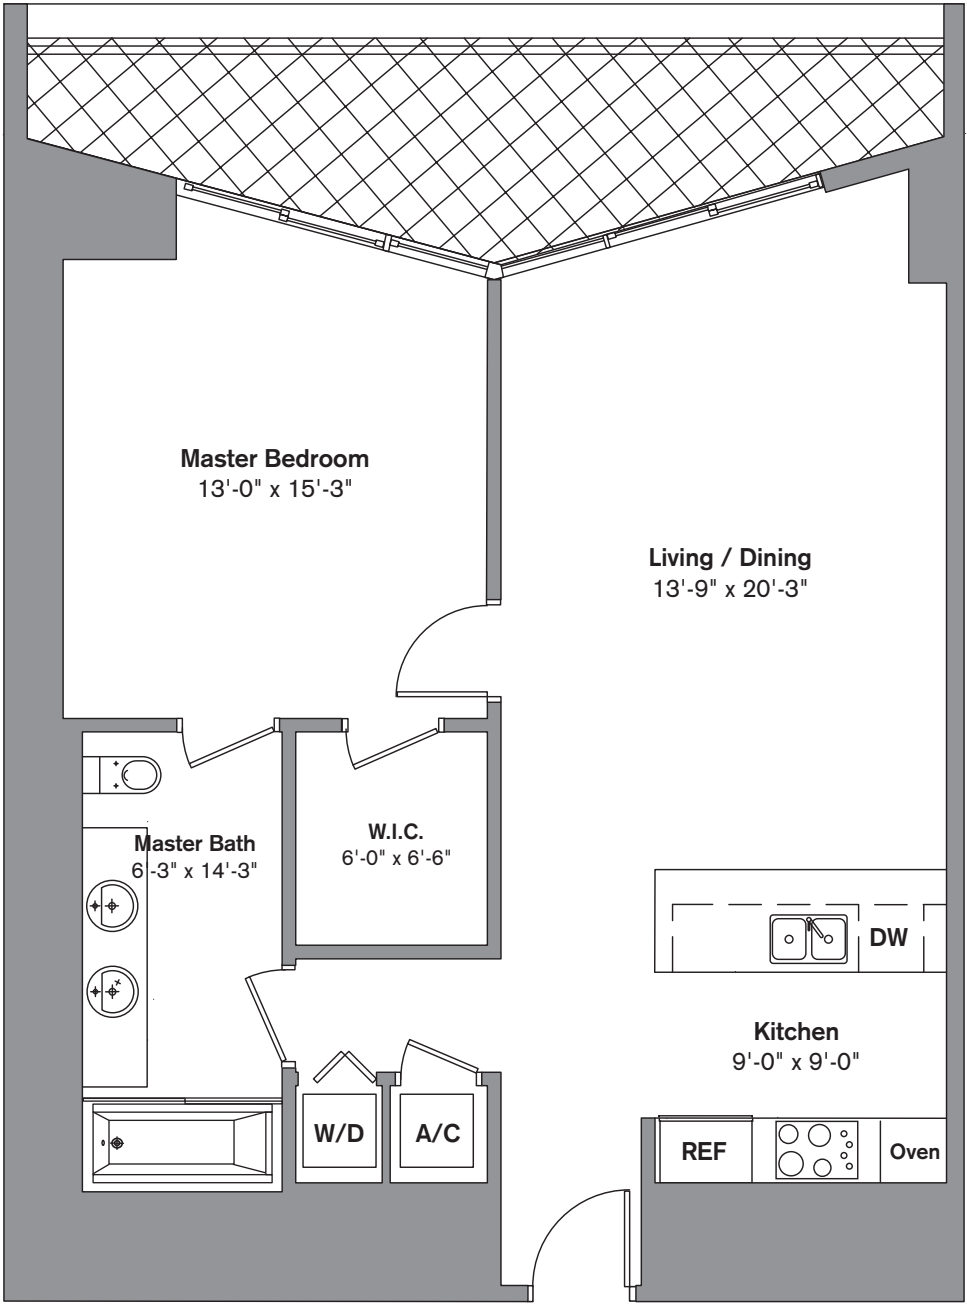 Master Bedroom
13'-0" x 15'-3"
Living / Dining
13'-9" x 20'-3"
Master Bath
6'-3" x 14'-3"
W.I.C.
6'-0" x 6'-6"
DW
Kitchen
9'-0" x 9'-0"
W/D
A/C
REF
Oven